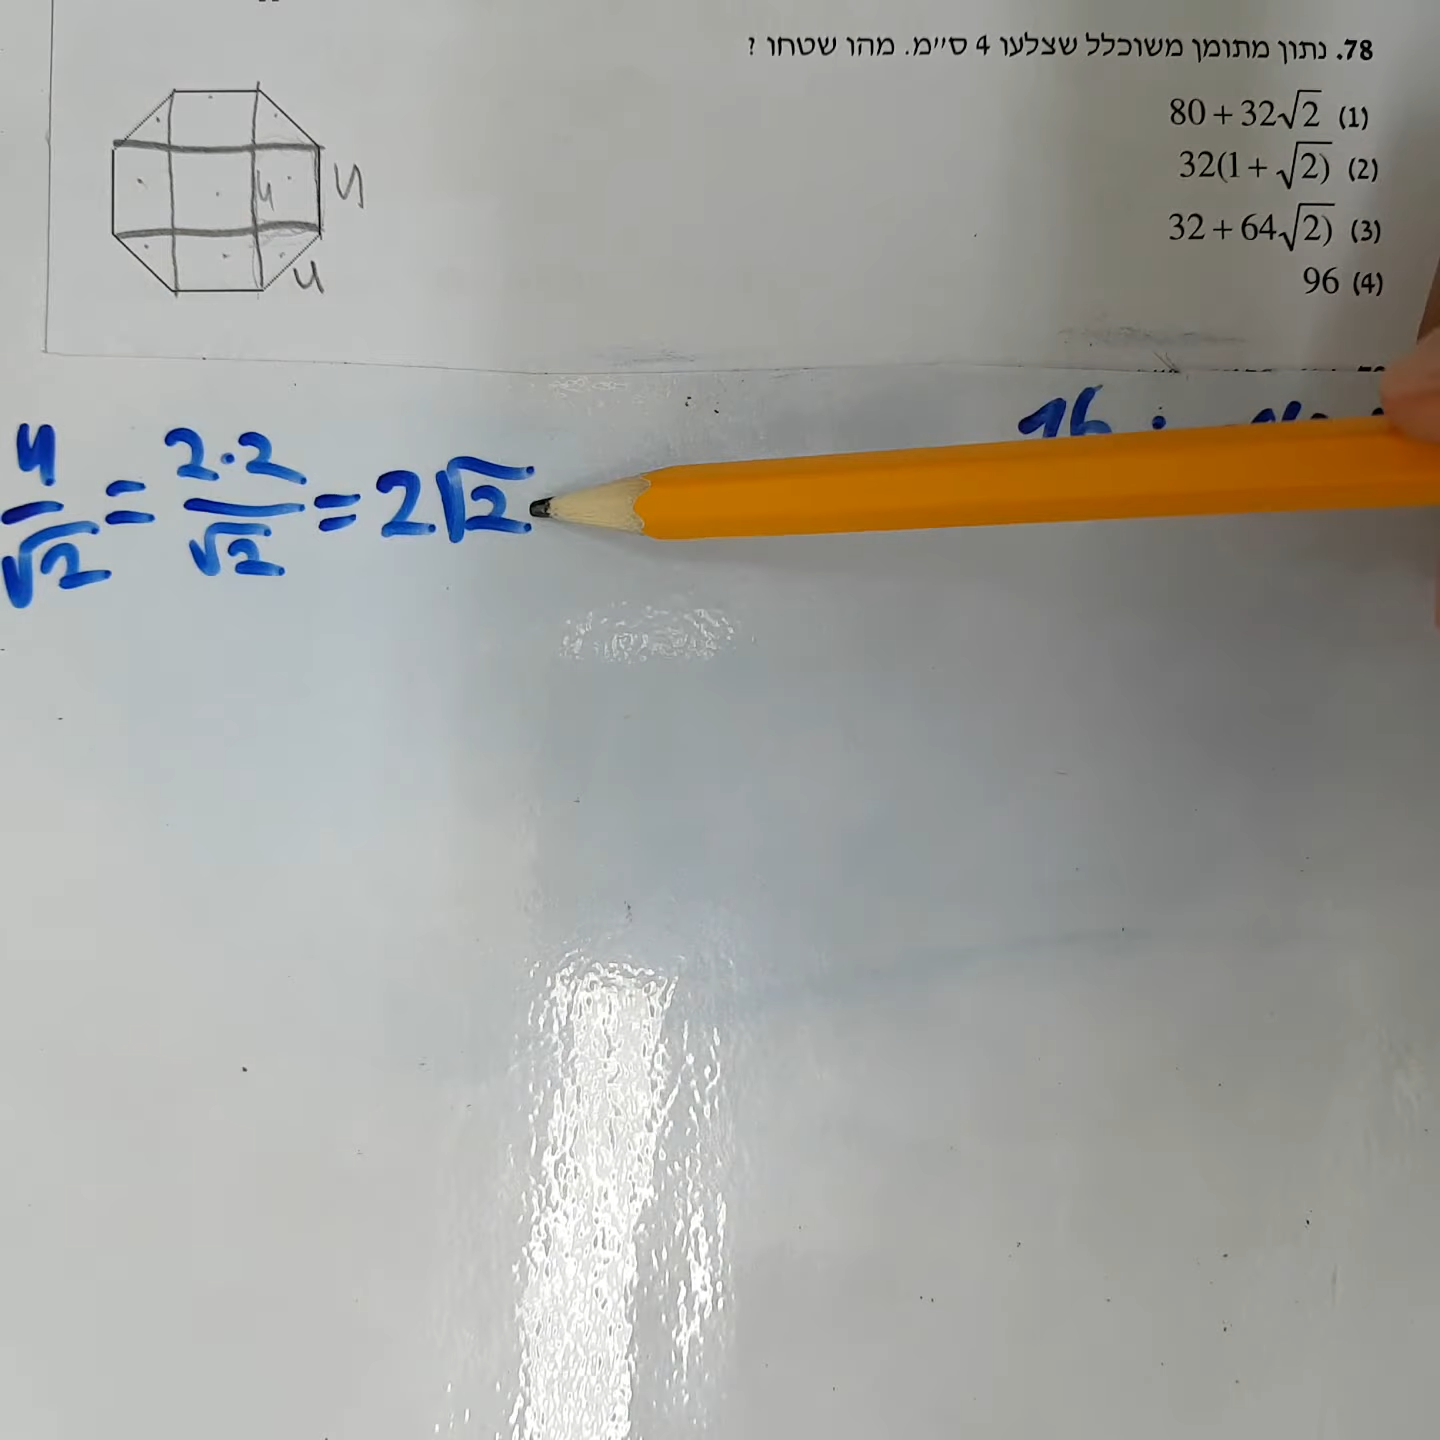 78. נתון מתומן משוכלל שצלעו 4 ס״מ. מהו שטחו ?
(1) 80 + 32√2
(2) 32(1 + √2)
(3) 32 + 64√2)
(4) 96
4
4
4
16 :
4/√2 = 2·2/√2 = 2√2